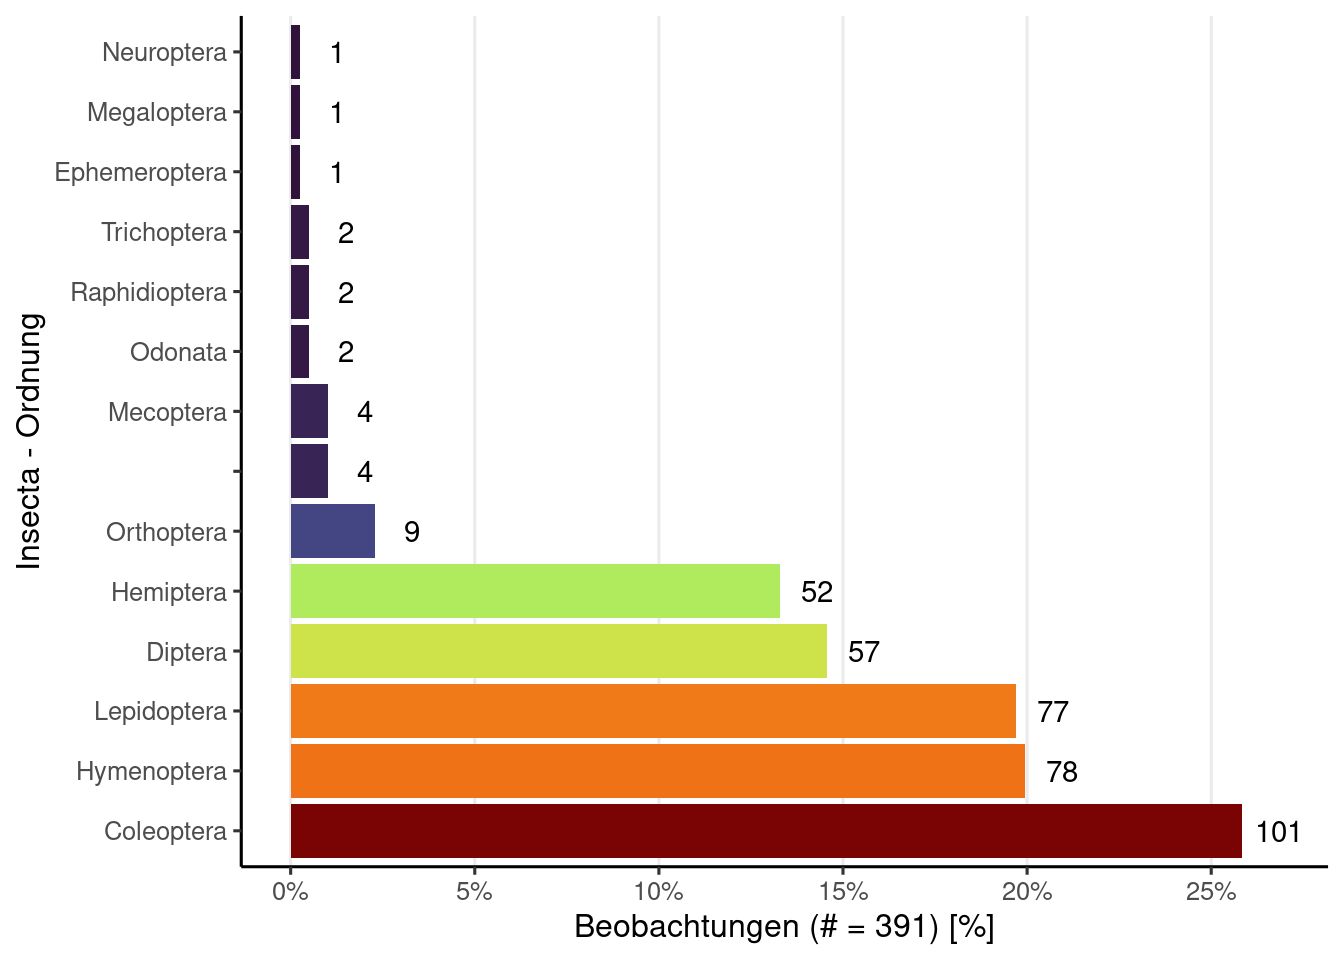 Neuroptera 1
Megaloptera 1
Ephemeroptera 1
Trichoptera 2
Raphidioptera 2
Odonata 2
Mecoptera 4
4
Orthoptera 9
Hemiptera 52
Diptera 57
Lepidoptera 77
Hymenoptera 78
Coleoptera 101
Insecta - Ordnung
0% 5% 10% 15% 20% 25%
Beobachtungen (# = 391) [%]